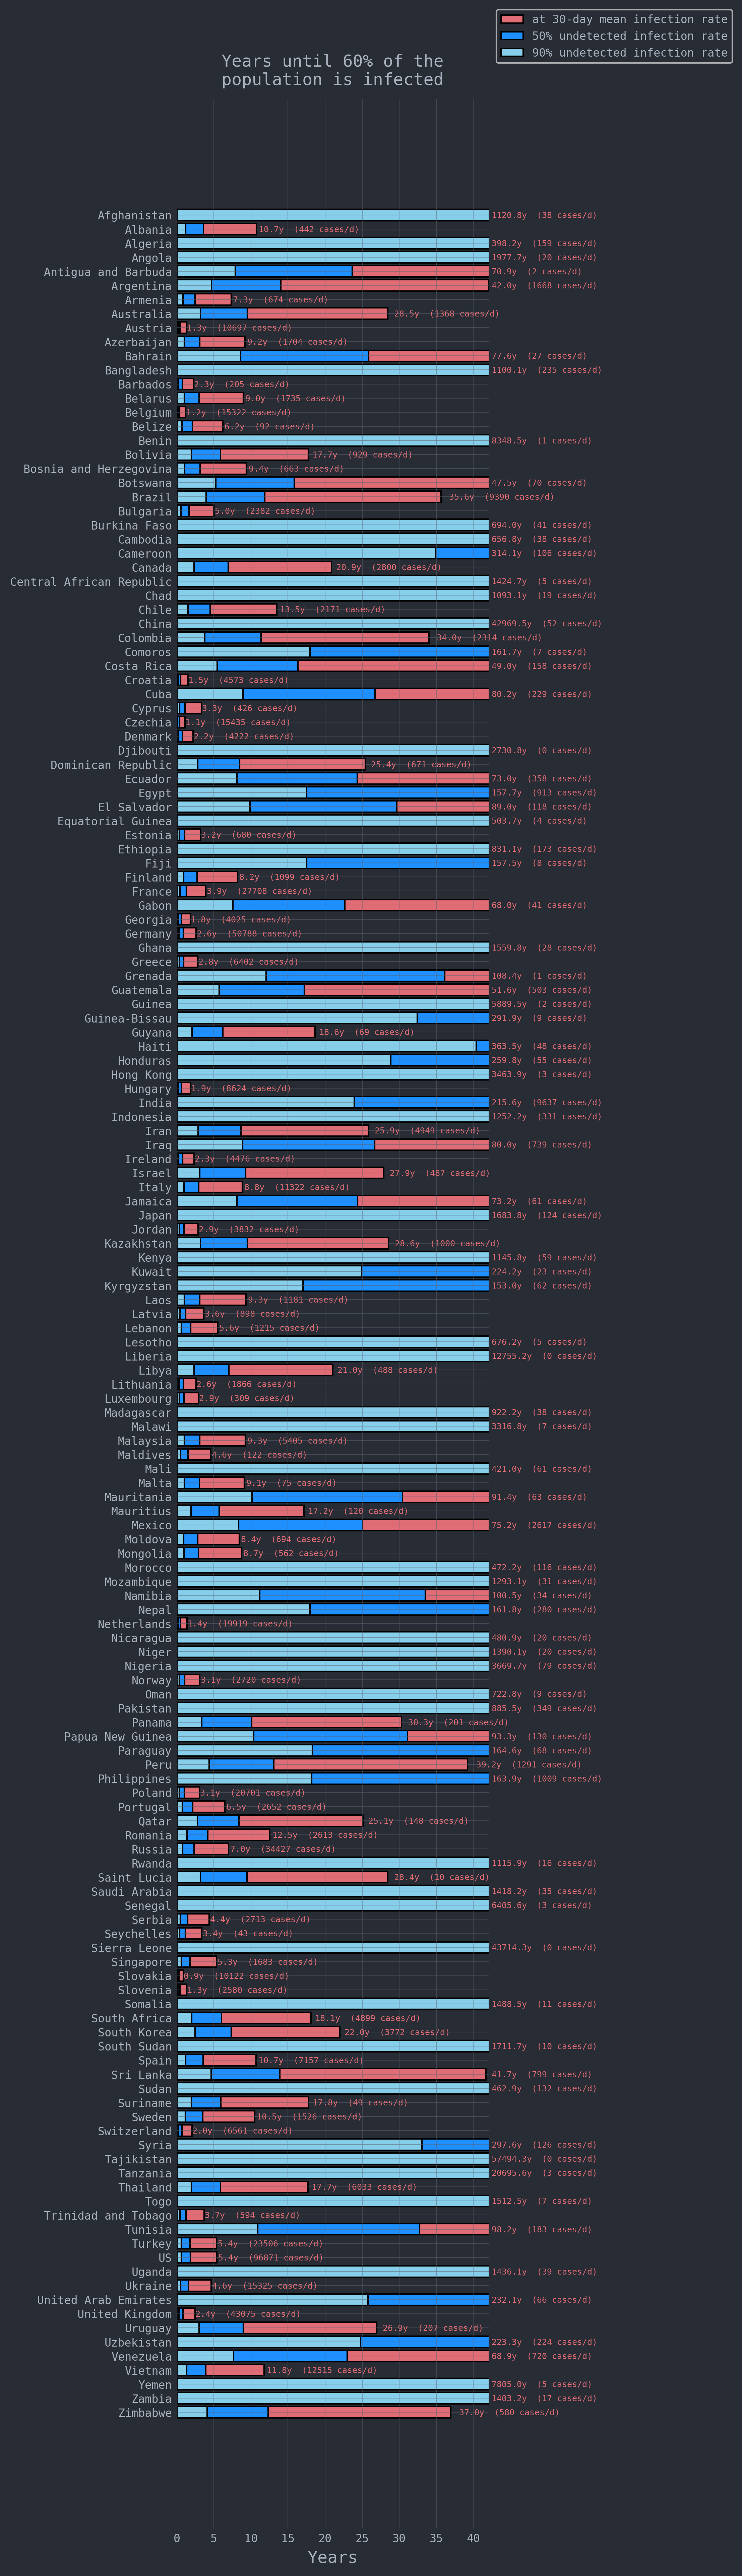 at 30-day mean infection rate
50% undetected infection rate
90% undetected infection rate
Years until 60% of the
population is infected
Afghanistan 1120.8y (38 cases/d)
Albania 10.7y (442 cases/d)
Algeria 398.2y (159 cases/d)
Angola 1977.7y (20 cases/d)
Antigua and Barbuda 70.9y (2 cases/d)
Argentina 42.0y (1668 cases/d)
Armenia 7.3y (674 cases/d)
Australia 28.5y (1368 cases/d)
Austria 1.3y (10697 cases/d)
Azerbaijan 9.2y (1704 cases/d)
Bahrain 77.6y (27 cases/d)
Bangladesh 1100.1y (235 cases/d)
Barbados 2.3y (205 cases/d)
Belarus 9.0y (1735 cases/d)
Belgium 1.2y (15322 cases/d)
Belize 6.2y (92 cases/d)
Benin 8348.5y (1 cases/d)
Bolivia 17.7y (929 cases/d)
Bosnia and Herzegovina 9.4y (663 cases/d)
Botswana 47.5y (70 cases/d)
Brazil 35.6y (9390 cases/d)
Bulgaria 5.0y (2382 cases/d)
Burkina Faso 694.0y (41 cases/d)
Cambodia 656.8y (38 cases/d)
Cameroon 314.1y (106 cases/d)
Canada 20.9y (2800 cases/d)
Central African Republic 1424.7y (5 cases/d)
Chad 1093.1y (19 cases/d)
Chile 13.5y (2171 cases/d)
China 42969.5y (52 cases/d)
Colombia 34.0y (2314 cases/d)
Comoros 161.7y (7 cases/d)
Costa Rica 49.0y (158 cases/d)
Croatia 1.5y (4573 cases/d)
Cuba 80.2y (229 cases/d)
Cyprus 3.3y (426 cases/d)
Czechia 1.1y (15435 cases/d)
Denmark 2.2y (4222 cases/d)
Djibouti 2730.8y (0 cases/d)
Dominican Republic 25.4y (671 cases/d)
Ecuador 73.0y (358 cases/d)
Egypt 157.7y (913 cases/d)
El Salvador 89.0y (118 cases/d)
Equatorial Guinea 503.7y (4 cases/d)
Estonia 3.2y (680 cases/d)
Ethiopia 831.1y (173 cases/d)
Fiji 157.5y (8 cases/d)
Finland 8.2y (1099 cases/d)
France 3.9y (27708 cases/d)
Gabon 68.0y (41 cases/d)
Georgia 1.8y (4025 cases/d)
Germany 2.6y (50788 cases/d)
Ghana 1559.8y (28 cases/d)
Greece 2.8y (6402 cases/d)
Grenada 108.4y (1 cases/d)
Guatemala 51.6y (503 cases/d)
Guinea 5889.5y (2 cases/d)
Guinea-Bissau 291.9y (9 cases/d)
Guyana 18.6y (69 cases/d)
Haiti 363.5y (48 cases/d)
Honduras 259.8y (55 cases/d)
Hong Kong 3463.9y (3 cases/d)
Hungary 1.9y (8624 cases/d)
India 215.6y (9637 cases/d)
Indonesia 1252.2y (331 cases/d)
Iran 25.9y (4949 cases/d)
Iraq 80.0y (739 cases/d)
Ireland 2.3y (4476 cases/d)
Israel 27.9y (487 cases/d)
Italy 8.8y (11322 cases/d)
Jamaica 73.2y (61 cases/d)
Japan 1683.8y (124 cases/d)
Jordan 2.9y (3832 cases/d)
Kazakhstan 28.6y (1000 cases/d)
Kenya 1145.8y (59 cases/d)
Kuwait 224.2y (23 cases/d)
Kyrgyzstan 153.0y (62 cases/d)
Laos 9.3y (1181 cases/d)
Latvia 3.6y (898 cases/d)
Lebanon 5.6y (1215 cases/d)
Lesotho 676.2y (5 cases/d)
Liberia 12755.2y (0 cases/d)
Libya 21.0y (488 cases/d)
Lithuania 2.6y (1866 cases/d)
Luxembourg 2.9y (309 cases/d)
Madagascar 922.2y (38 cases/d)
Malawi 3316.8y (7 cases/d)
Malaysia 9.3y (5405 cases/d)
Maldives 4.6y (122 cases/d)
Mali 421.0y (61 cases/d)
Malta 9.1y (75 cases/d)
Mauritania 91.4y (63 cases/d)
Mauritius 17.2y (120 cases/d)
Mexico 75.2y (2617 cases/d)
Moldova 8.4y (694 cases/d)
Mongolia 8.7y (562 cases/d)
Morocco 472.2y (116 cases/d)
Mozambique 1293.1y (31 cases/d)
Namibia 100.5y (34 cases/d)
Nepal 161.8y (280 cases/d)
Netherlands 1.4y (19919 cases/d)
Nicaragua 480.9y (20 cases/d)
Niger 1390.1y (20 cases/d)
Nigeria 3669.7y (79 cases/d)
Norway 3.1y (2720 cases/d)
Oman 722.8y (9 cases/d)
Pakistan 885.5y (349 cases/d)
Panama 30.3y (201 cases/d)
Papua New Guinea 93.3y (130 cases/d)
Paraguay 164.6y (68 cases/d)
Peru 39.2y (1291 cases/d)
Philippines 163.9y (1009 cases/d)
Poland 3.1y (20701 cases/d)
Portugal 6.5y (2652 cases/d)
Qatar 25.1y (148 cases/d)
Romania 12.5y (2613 cases/d)
Russia 7.0y (34427 cases/d)
Rwanda 1115.9y (16 cases/d)
Saint Lucia 28.4y (10 cases/d)
Saudi Arabia 1418.2y (35 cases/d)
Senegal 6405.6y (3 cases/d)
Serbia 4.4y (2713 cases/d)
Seychelles 3.4y (43 cases/d)
Sierra Leone 43714.3y (0 cases/d)
Singapore 5.3y (1683 cases/d)
Slovakia 0.9y (10122 cases/d)
Slovenia 1.3y (2580 cases/d)
Somalia 1488.5y (11 cases/d)
South Africa 18.1y (4899 cases/d)
South Korea 22.0y (3772 cases/d)
South Sudan 1711.7y (10 cases/d)
Spain 10.7y (7157 cases/d)
Sri Lanka 41.7y (799 cases/d)
Sudan 462.9y (132 cases/d)
Suriname 17.8y (49 cases/d)
Sweden 10.5y (1526 cases/d)
Switzerland 2.0y (6561 cases/d)
Syria 297.6y (126 cases/d)
Tajikistan 57494.3y (0 cases/d)
Tanzania 20695.6y (3 cases/d)
Thailand 17.7y (6033 cases/d)
Togo 1512.5y (7 cases/d)
Trinidad and Tobago 3.7y (594 cases/d)
Tunisia 98.2y (183 cases/d)
Turkey 5.4y (23506 cases/d)
US 5.4y (96871 cases/d)
Uganda 1436.1y (39 cases/d)
Ukraine 4.6y (15325 cases/d)
United Arab Emirates 232.1y (66 cases/d)
United Kingdom 2.4y (43075 cases/d)
Uruguay 26.9y (207 cases/d)
Uzbekistan 223.3y (224 cases/d)
Venezuela 68.9y (720 cases/d)
Vietnam 11.8y (12515 cases/d)
Yemen 7805.0y (5 cases/d)
Zambia 1403.2y (17 cases/d)
Zimbabwe 37.0y (580 cases/d)
0 5 10 15 20 25 30 35 40
Years